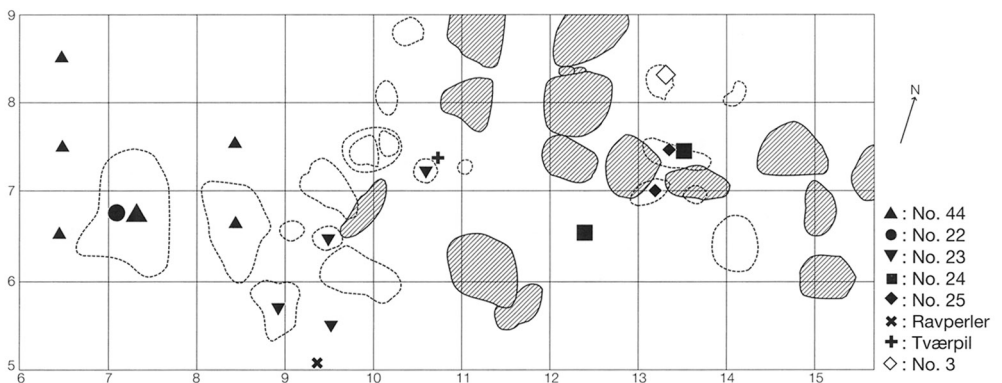 9
8
7
6
5
6 7 8 9 10 11 12 13 14 15
N
▲ : No. 44
● : No. 22
▼ : No. 23
■ : No. 24
◆ : No. 25
✖ : Ravperler
✚ : Tværpil
◇ : No. 3